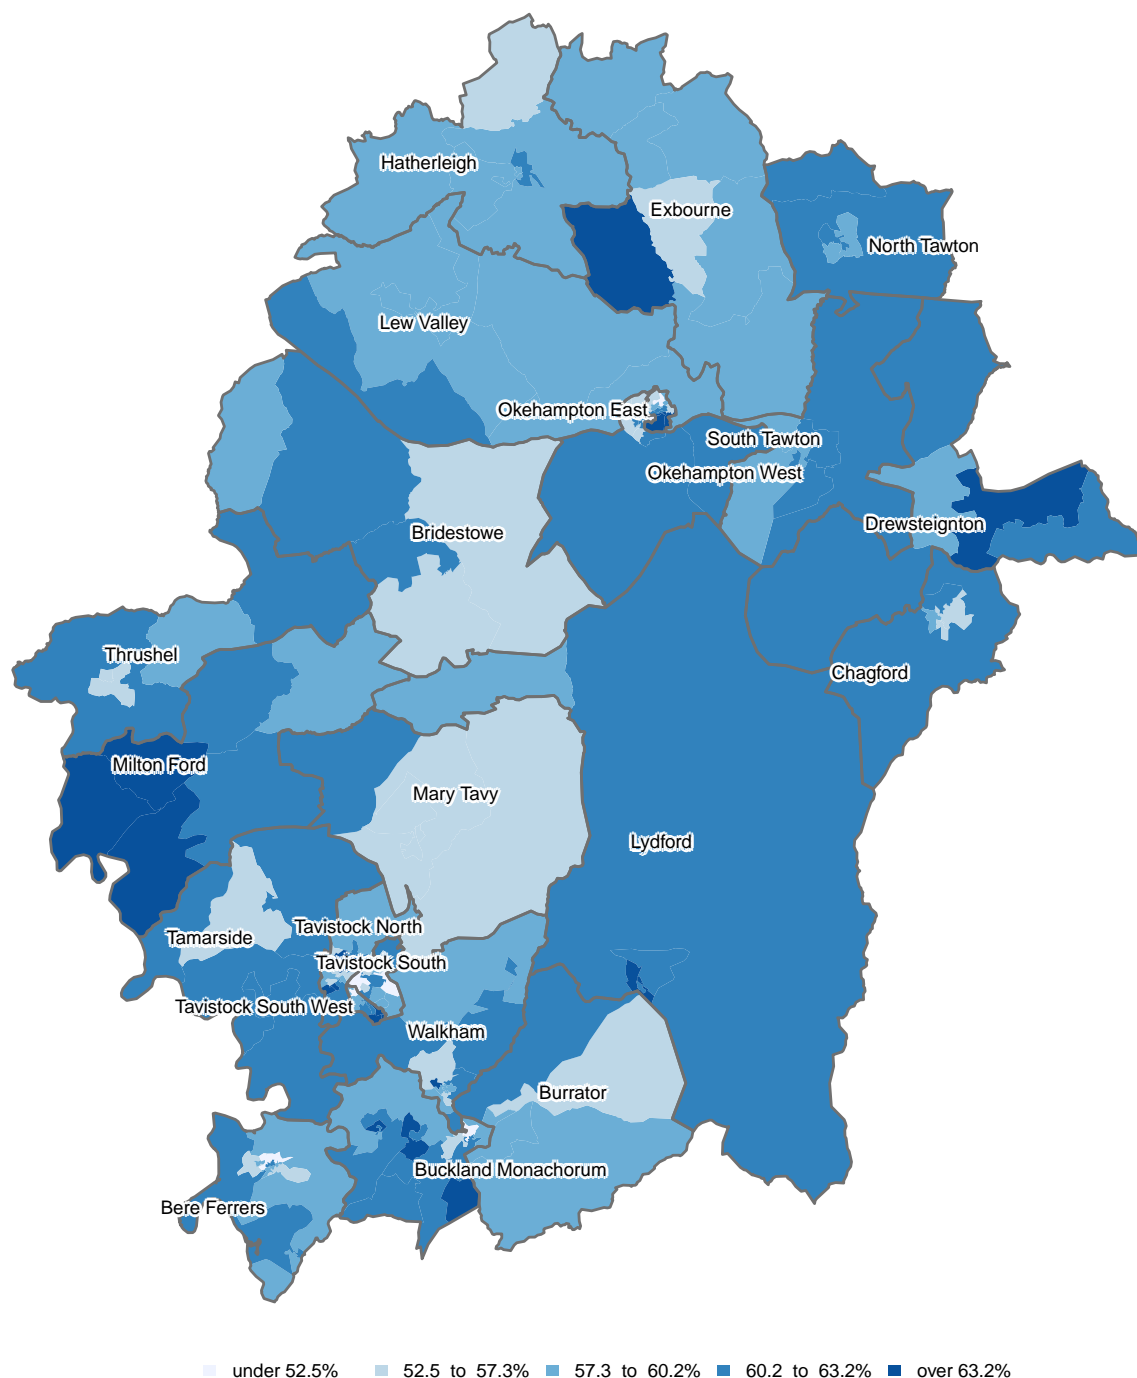 Hatherleigh
Exbourne
North Tawton
Lew Valley
Okehampton East
South Tawton
Okehampton West
Drewsteignton
Bridestowe
Thrushel
Chagford
Milton Ford
Mary Tavy
Lydford
Tavistock North
Tamarside
Tavistock South
Tavistock South West
Walkham
Burrator
Buckland Monachorum
Bere Ferrers
under 52.5% 52.5 to 57.3% 57.3 to 60.2% 60.2 to 63.2% over 63.2%